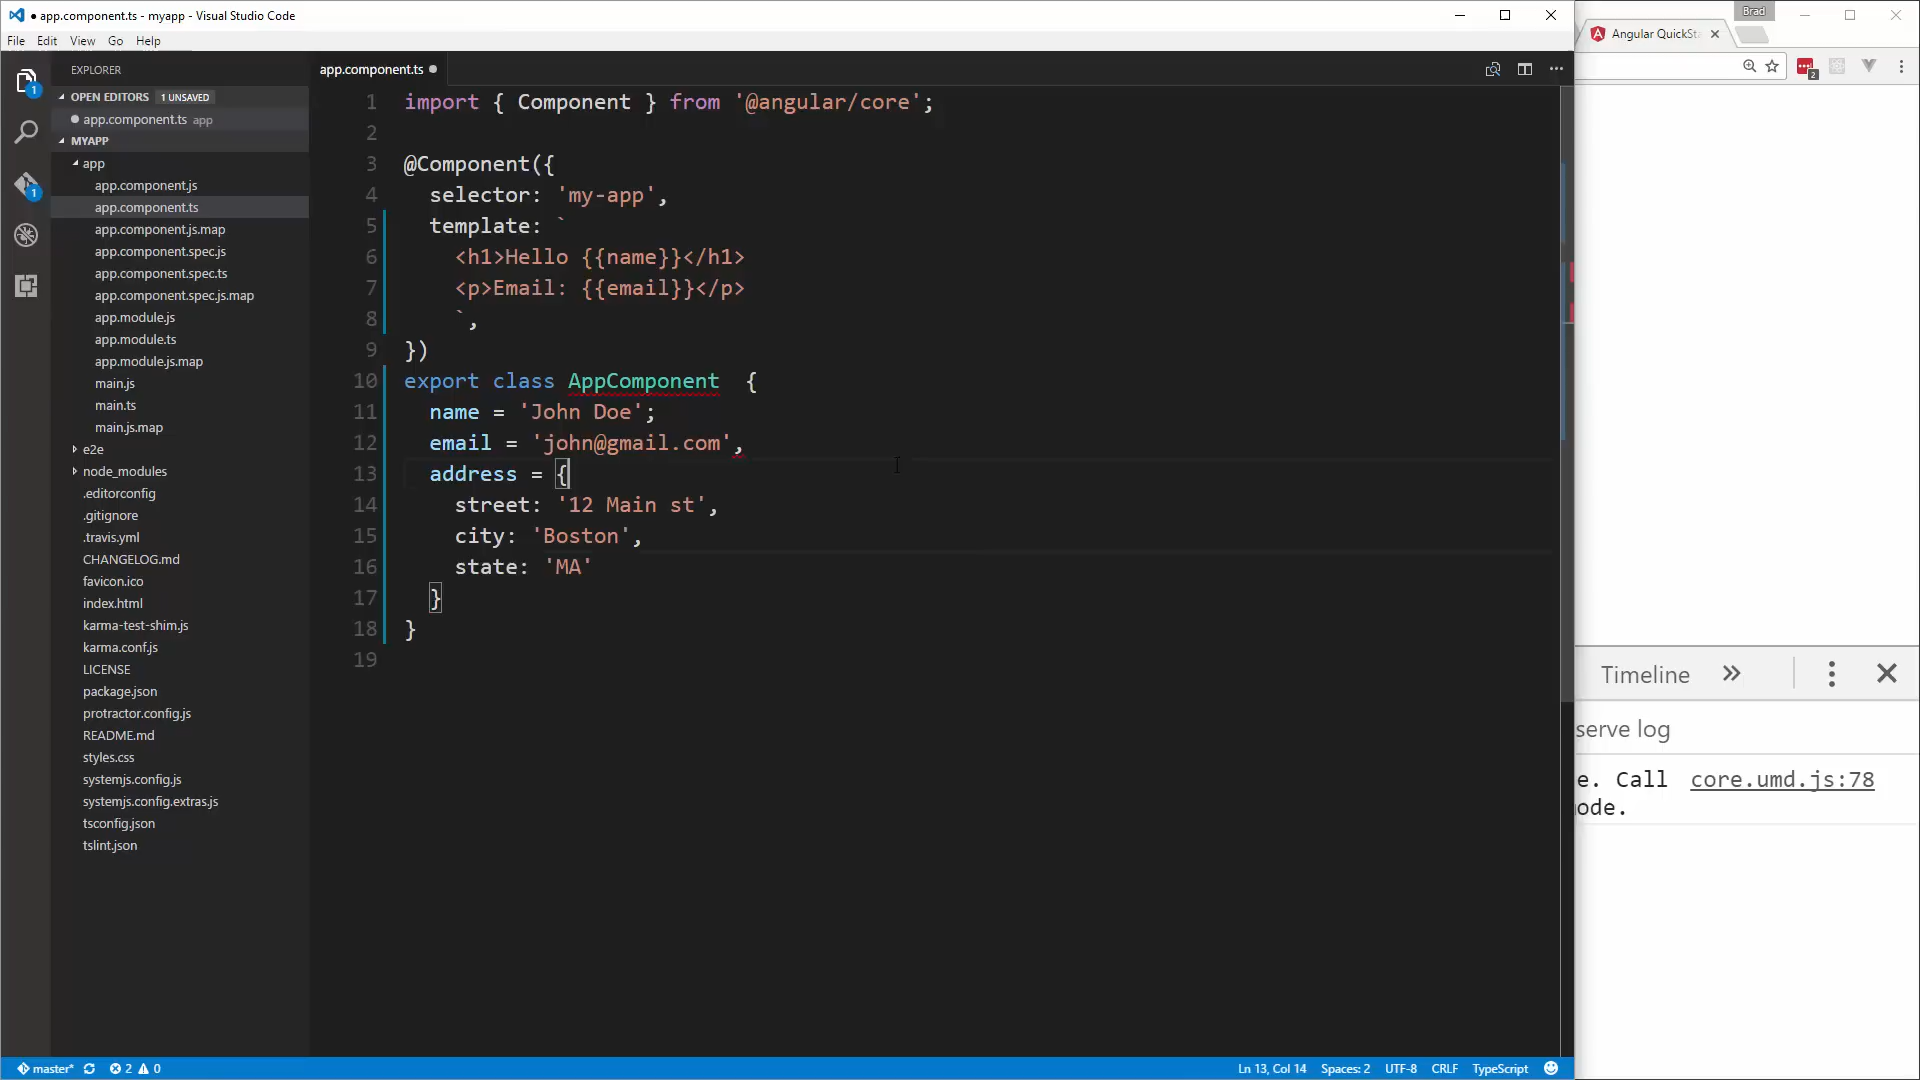 ● app.component.ts - myapp - Visual Studio Code
File Edit View Go Help
EXPLORER
OPEN EDITORS 1 UNSAVED
app.component.ts app
MYAPP
app
app.component.js
app.component.ts
app.component.js.map
app.component.spec.js
app.component.spec.ts
app.component.spec.js.map
app.module.js
app.module.ts
app.module.js.map
main.js
main.ts
main.js.map
e2e
node_modules
.editorconfig
.gitignore
.travis.yml
CHANGELOG.md
favicon.ico
index.html
karma-test-shim.js
karma.conf.js
LICENSE
package.json
protractor.config.js
README.md
styles.css
systemjs.config.js
systemjs.config.extras.js
tsconfig.json
tslint.json
1
1
app.component.ts
1 import { Component } from '@angular/core';
2
3 @Component({
4 selector: 'my-app',
5 template: `
6 <h1>Hello {{name}}</h1>
7 <p>Email: {{email}}</p>
8 `,
9 })
10 export class AppComponent {
11 name = 'John Doe';
12 email = 'john@gmail.com',
13 address = {
14 street: '12 Main st',
15 city: 'Boston',
16 state: 'MA'
17 }
18 }
19
master* 2 0
Ln 13, Col 14 Spaces: 2 UTF-8 CRLF TypeScript
Brad
Angular QuickSta
2
Timeline
serve log
e. Call core.umd.js:78
ode.